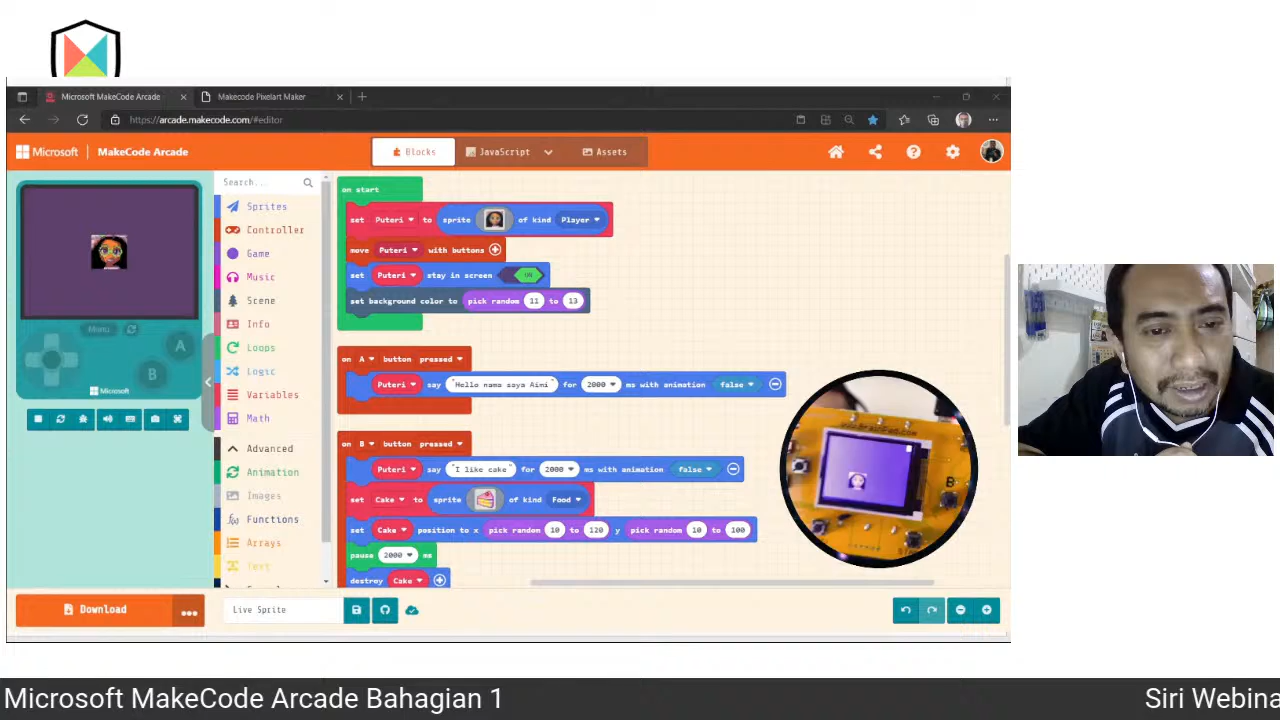 Microsoft MakeCode Arcade
Makecode Pixelart Maker
https://arcade.makecode.com/#editor
Microsoft
MakeCode Arcade
Blocks
JavaScript
Assets
Search...
Sprites
Controller
Game
Music
Scene
Info
Loops
Logic
Variables
Math
Advanced
Animation
Images
Functions
Arrays
Text
Menu
A
B
Microsoft
on start
set Puteri to sprite of kind Player
move Puteri with buttons
set Puteri stay in screen ON
set background color to pick random 11 to 13
on A button pressed
Puteri say "Hello nama saya Aini" for 2000 ms with animation false
on B button pressed
Puteri say "I like cake" for 2000 ms with animation false
set Cake to sprite of kind Food
set Cake position to x pick random 10 to 120 y pick random 10 to 100
pause 2000 ms
destroy Cake
B
Download
Live Sprite
Microsoft MakeCode Arcade Bahagian 1
Siri Webina